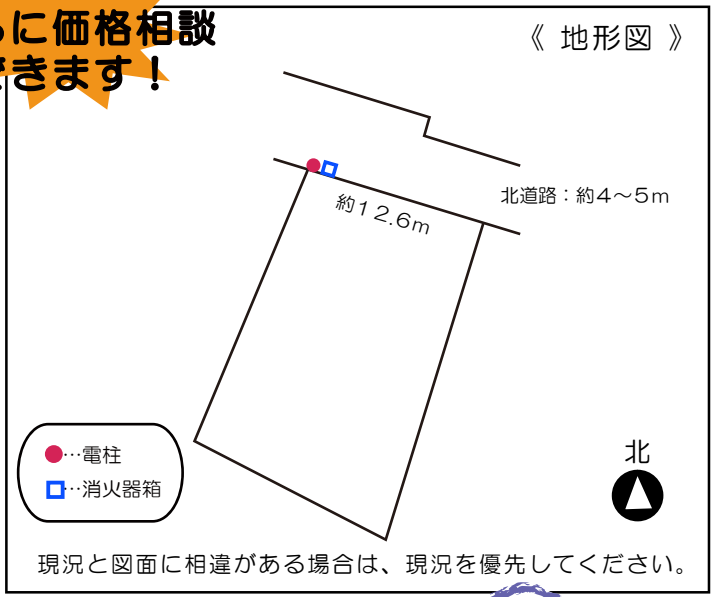 に価格相談
きます！
《 地形図 》
北道路：約4～5m
約12.6m
●…電柱
…消火器箱
北
現況と図面に相違がある場合は、現況を優先してください。